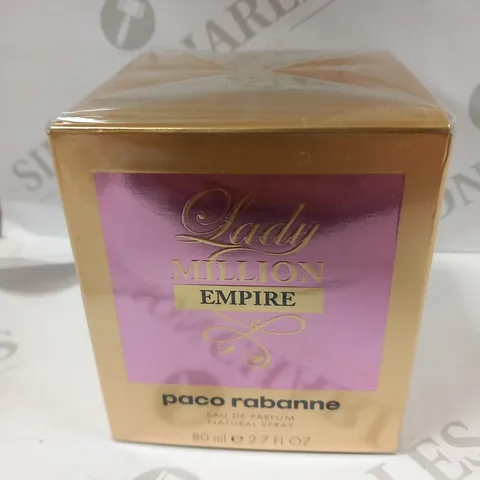 Lady
MILLION
EMPIRE
paco rabanne
EAU DE PARFUM
NATURAL SPRAY
80 ml e 2.7 FL OZ